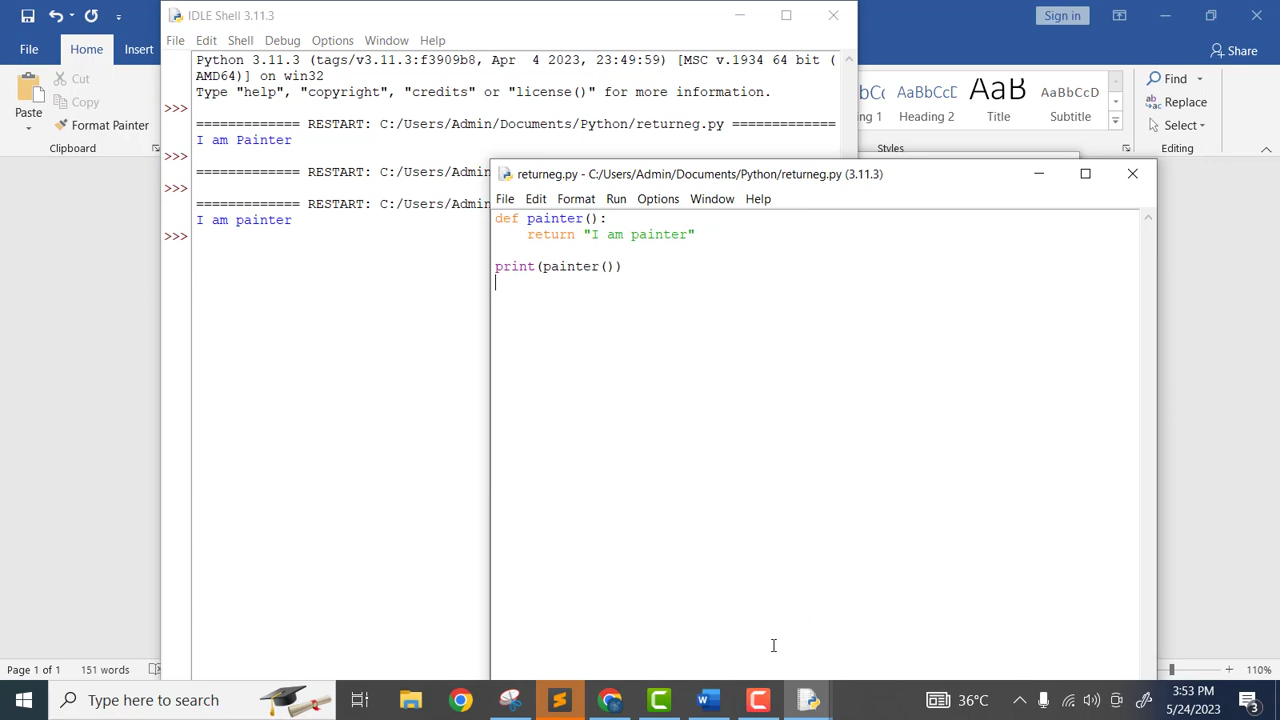 IDLE Shell 3.11.3
Sign in
File Home Insert
File Edit Shell Debug Options Window Help
Share
Python 3.11.3 (tags/v3.11.3:f3909b8, Apr  4 2023, 23:49:59) [MSC v.1934 64 bit (
AMD64)] on win32
Type "help", "copyright", "credits" or "license()" for more information.
>>>
============= RESTART: C:/Users/Admin/Documents/Python/returneg.py =============
I am Painter
>>>
============= RESTART: C:/Users/Admin
>>>
============= RESTART: C:/Users/Admin
I am painter
>>>
Paste
Cut
Copy
Format Painter
Clipboard
AaB AaBbCcD
Heading 2 Title Subtitle
Styles
Find
Replace
Select
Editing
returneg.py - C:/Users/Admin/Documents/Python/returneg.py (3.11.3)
File Edit Format Run Options Window Help
def painter():
    return "I am painter"
print(painter())
Page 1 of 1 151 words
110%
Type here to search
36°C
3:53 PM
5/24/2023
3